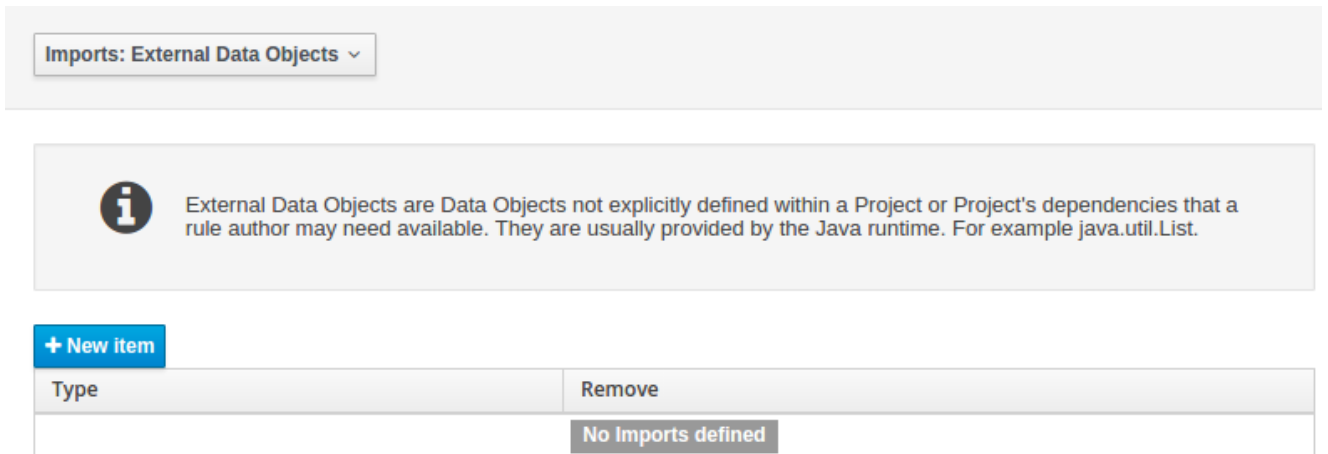 Imports: External Data Objects
External Data Objects are Data Objects not explicitly defined within a Project or Project's dependencies that a
rule author may need available. They are usually provided by the Java runtime. For example java.util.List.
+ New item
Type Remove
No Imports defined